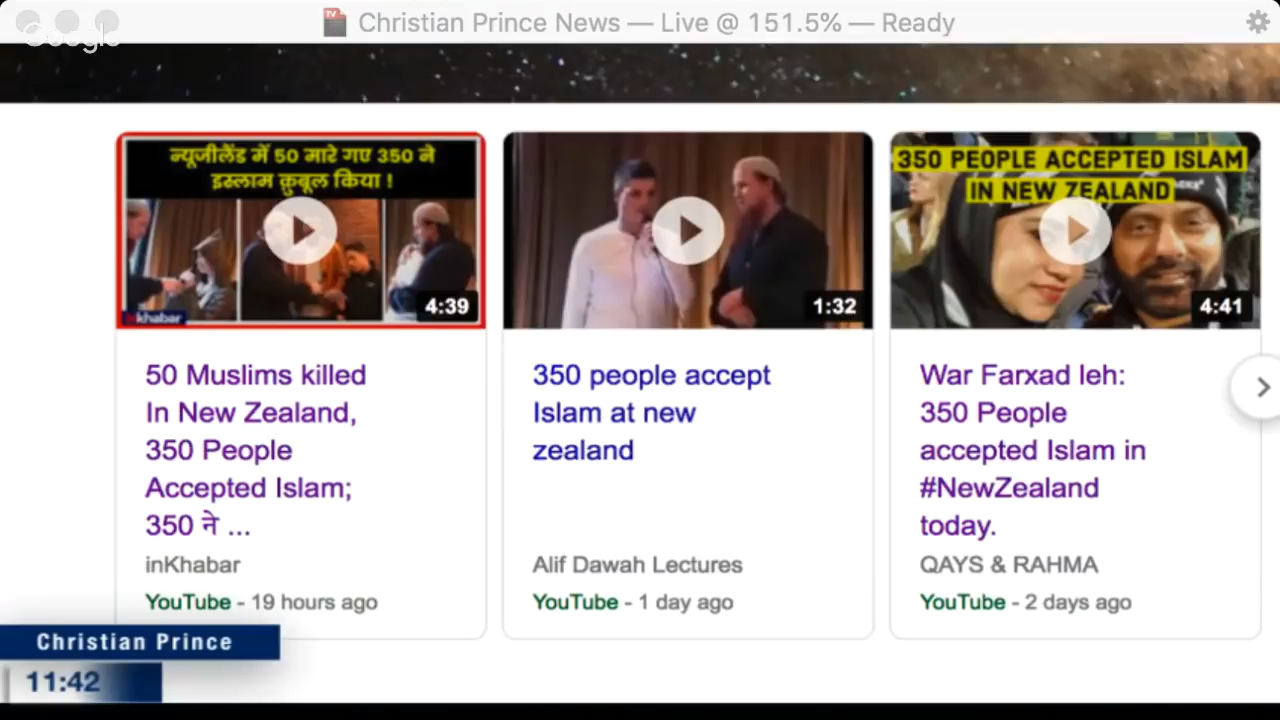 Christian Prince News — Live @ 151.5% — Ready
Google
न्यूजीलैंड में 50 मारे गए 350 ने
इस्लाम क़ुबूल किया !
350 PEOPLE ACCEPTED ISLAM
IN NEW ZEALAND
inkhabar
4:39
1:32
4:41
50 Muslims killed
In New Zealand,
350 People
Accepted Islam;
350 ने ...
inKhabar
YouTube - 19 hours ago
350 people accept
Islam at new
zealand
Alif Dawah Lectures
YouTube - 1 day ago
War Farxad leh:
350 People
accepted Islam in
#NewZealand
today.
QAYS & RAHMA
YouTube - 2 days ago
Christian Prince
11:42